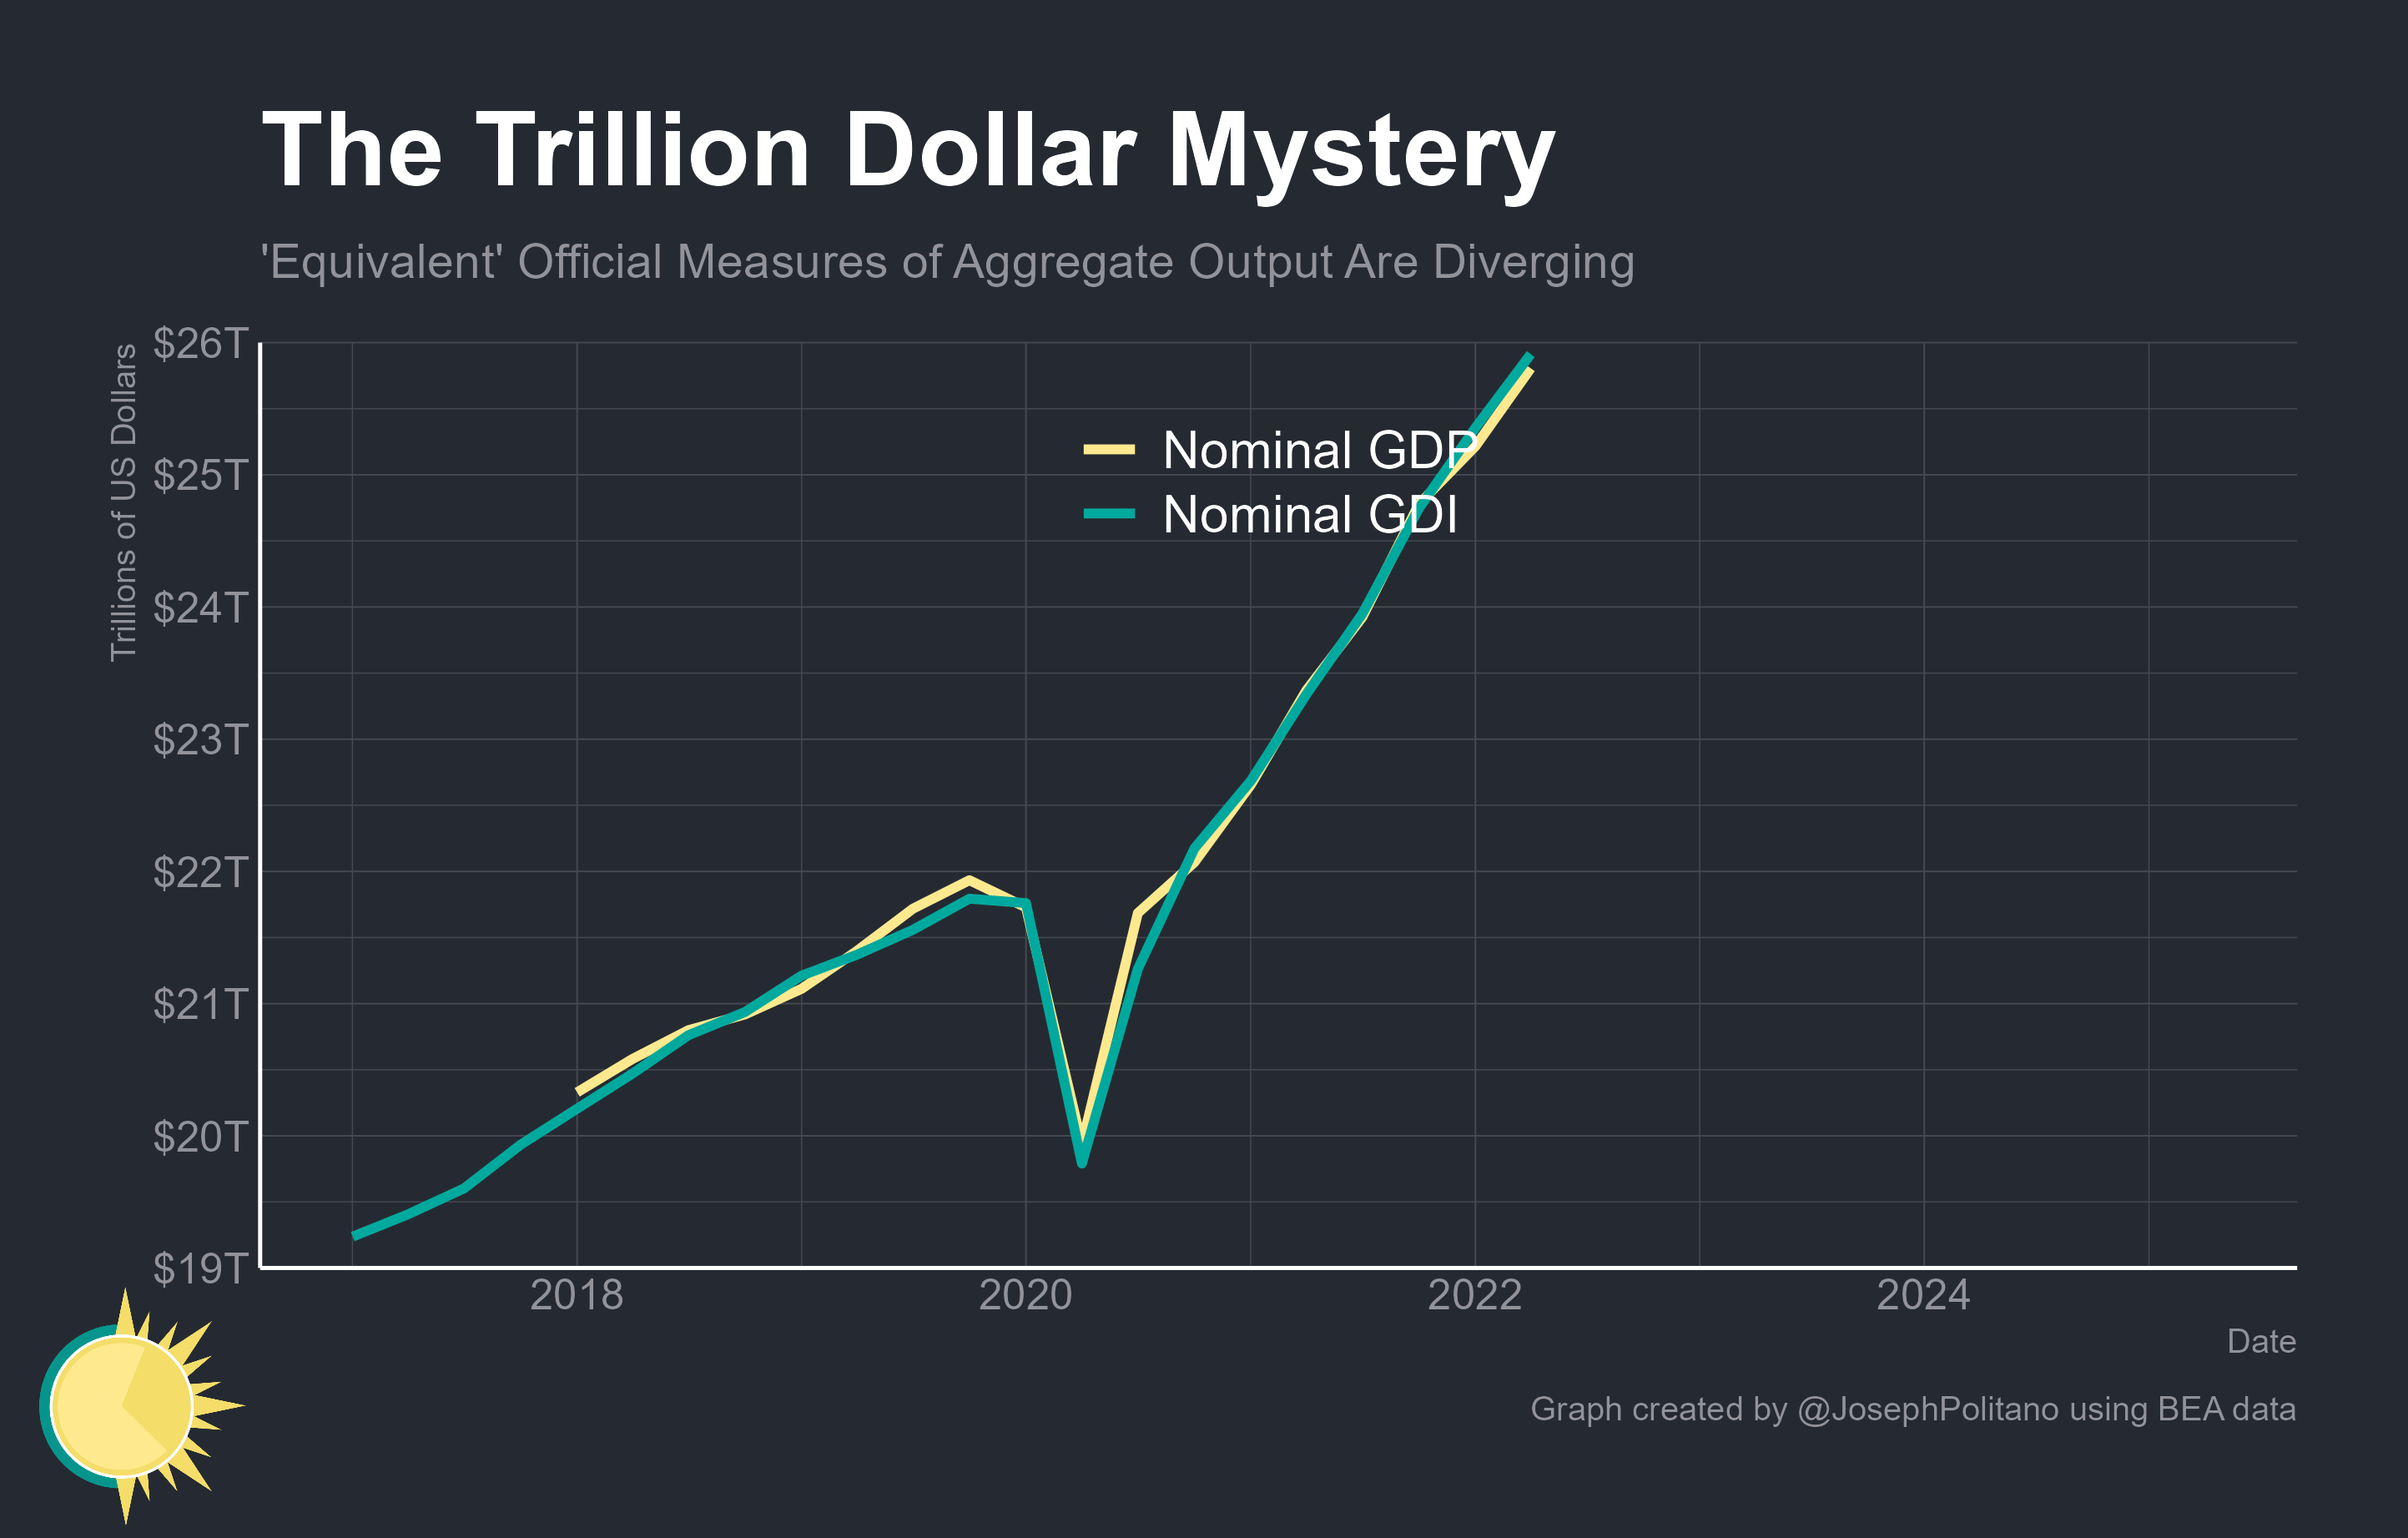 The Trillion Dollar Mystery
'Equivalent' Official Measures of Aggregate Output Are Diverging
Trillions of US Dollars
$26T
$25T
$24T
$23T
$22T
$21T
$20T
$19T
Nominal GDP
Nominal GDI
2018 2020 2022 2024
Date
Graph created by @JosephPolitano using BEA data